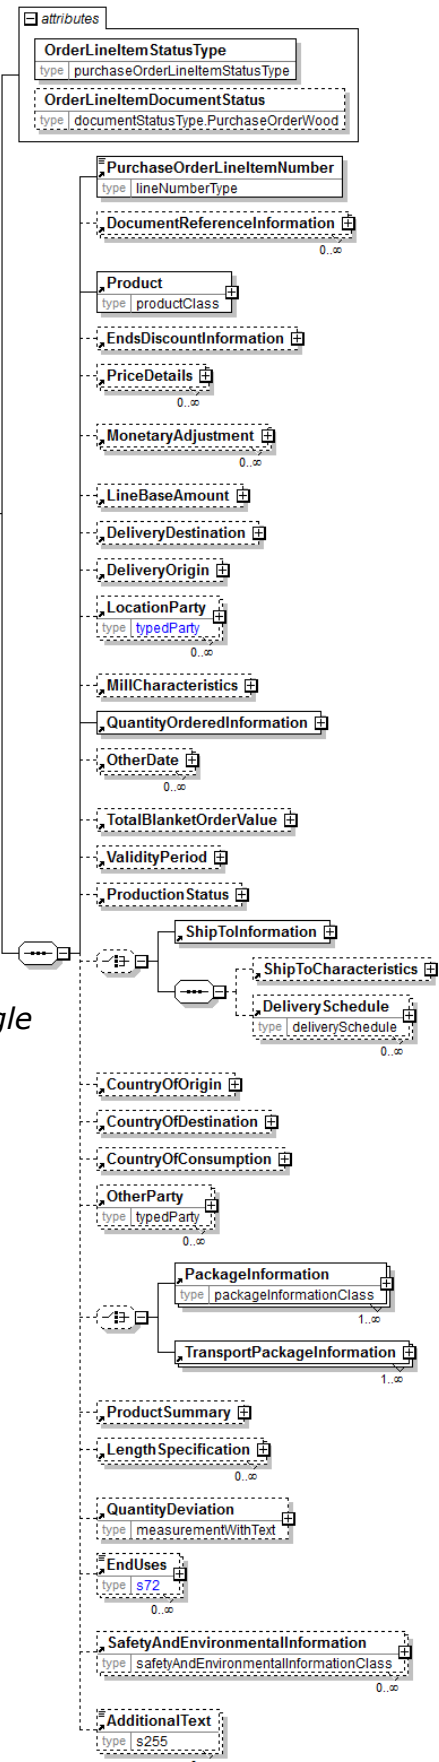 attributes
OrderLineItemStatusType
type purchaseOrderLineItemStatusType
OrderLineItemDocumentStatus
type documentStatusType.PurchaseOrderWood
PurchaseOrderLineItemNumber
type lineNumberType
DocumentReferenceInformation
0..∞
Product
type productClass
EndsDiscountInformation
PriceDetails
0..∞
MonetaryAdjustment
0..∞
LineBaseAmount
DeliveryDestination
DeliveryOrigin
LocationParty
type typedParty
0..∞
MillCharacteristics
QuantityOrderedInformation
OtherDate
0..∞
TotalBlanketOrderValue
ValidityPeriod
ProductionStatus
ShipToInformation
ShipToCharacteristics
DeliverySchedule
type deliverySchedule
0..∞
gle
CountryOfOrigin
CountryOfDestination
CountryOfConsumption
OtherParty
type typedParty
0..∞
PackageInformation
type packageInformationClass
1..∞
TransportPackageInformation
1..∞
ProductSummary
LengthSpecification
0..∞
QuantityDeviation
type measurementWithText
EndUses
type s72
0..∞
SafetyAndEnvironmentalInformation
type safetyAndEnvironmentalInformationClass
0..∞
AdditionalText
type s255